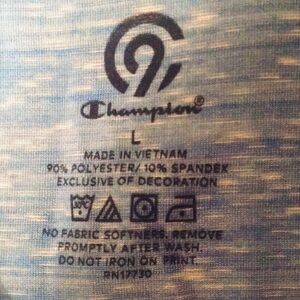 C9
Champion®
L
MADE IN VIETNAM
90% POLYESTER/ 10% SPANDEX
EXCLUSIVE OF DECORATION
NO FABRIC SOFTNERS. REMOVE
PROMPTLY AFTER WASH.
DO NOT IRON ON PRINT.
RN17730